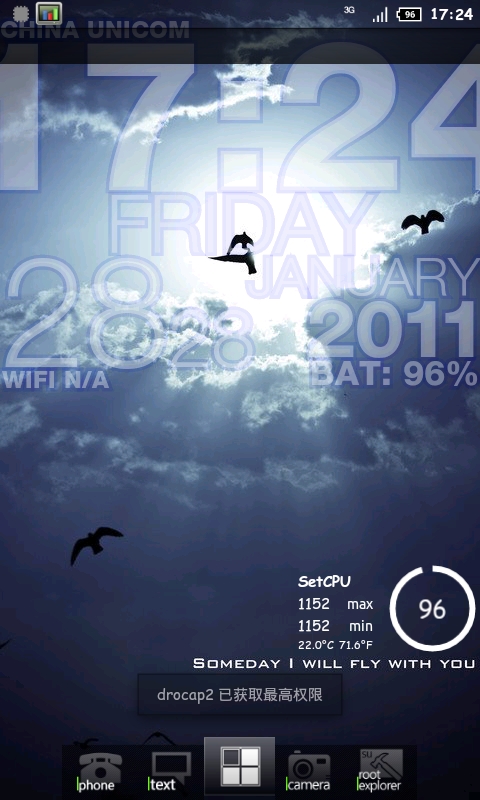 3G 96 17:24
CHINA UNICOM
17:24
FRIDAY
28 28 JANUARY
2011
WIFI N/A BAT: 96%
SetCPU
1152 max
1152 min
22.0°C 71.6°F
96
SOMEDAY I WILL FLY WITH YOU
drocap2 已获取最高权限
phone text camera SU root explorer